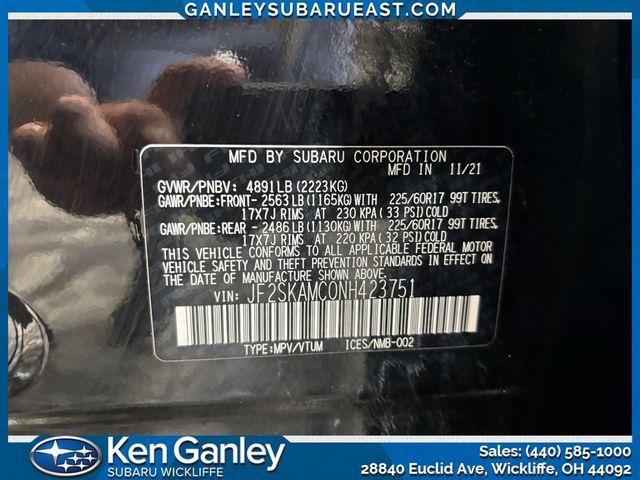 GANLEYSUBARUEAST.COM
MFD BY SUBARU CORPORATION
MFD IN 11/21
GVWR/PNBV: 4891LB(2223KG)
GAWR/PNBE:FRONT- 2563LB(1165KG)WITH 225/60R17 99T TIRES,
17X7J RIMS AT 230 KPA( 33 PSI)COLD
GAWR/PNBE:REAR - 2486LB(1130KG)WITH 225/60R17 99T TIRES,
17X7J RIMS AT 220 KPA( 32 PSI)COLD
THIS VEHICLE CONFORMS TO ALL APPLICABLE FEDERAL MOTOR
VEHICLE SAFETY AND THEFT PREVENTION STANDARDS IN EFFECT ON
THE DATE OF MANUFACTURE SHOWN ABOVE.
VIN: JF2SKAMC0NH423751
TYPE:MPV/VTUM ICES/NMB-002
Ken Ganley
SUBARU WICKLIFFE
Sales: (440) 585-1000
28840 Euclid Ave, Wickliffe, OH 44092